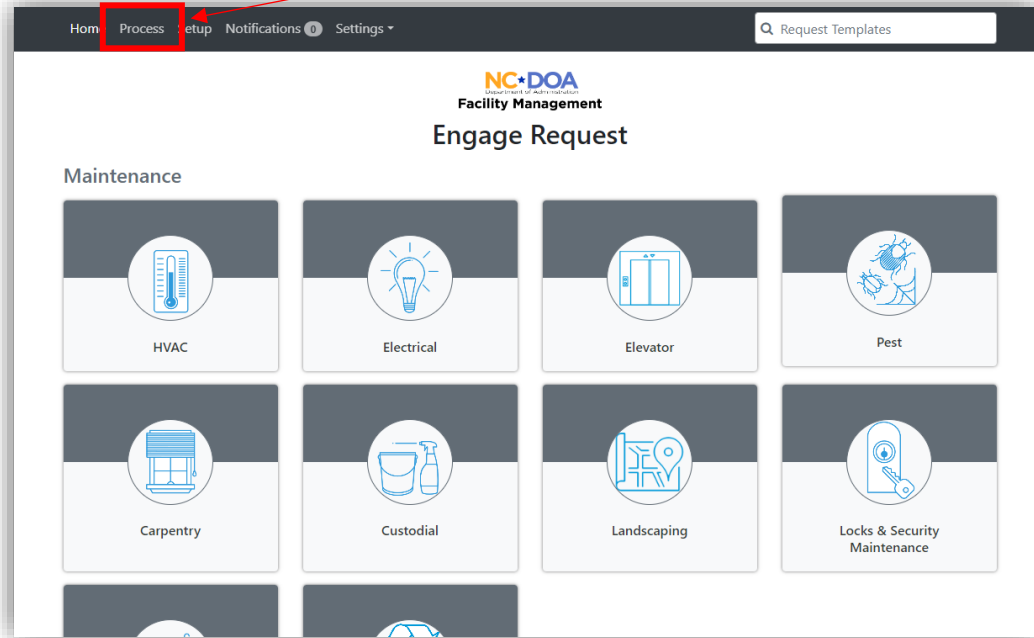 Home Process Setup Notifications 0 Settings
Request Templates
NC★DOA
Department of Administration
Facility Management
Engage Request
Maintenance
HVAC
Electrical
Elevator
Pest
Carpentry
Custodial
Landscaping
Locks & Security
Maintenance